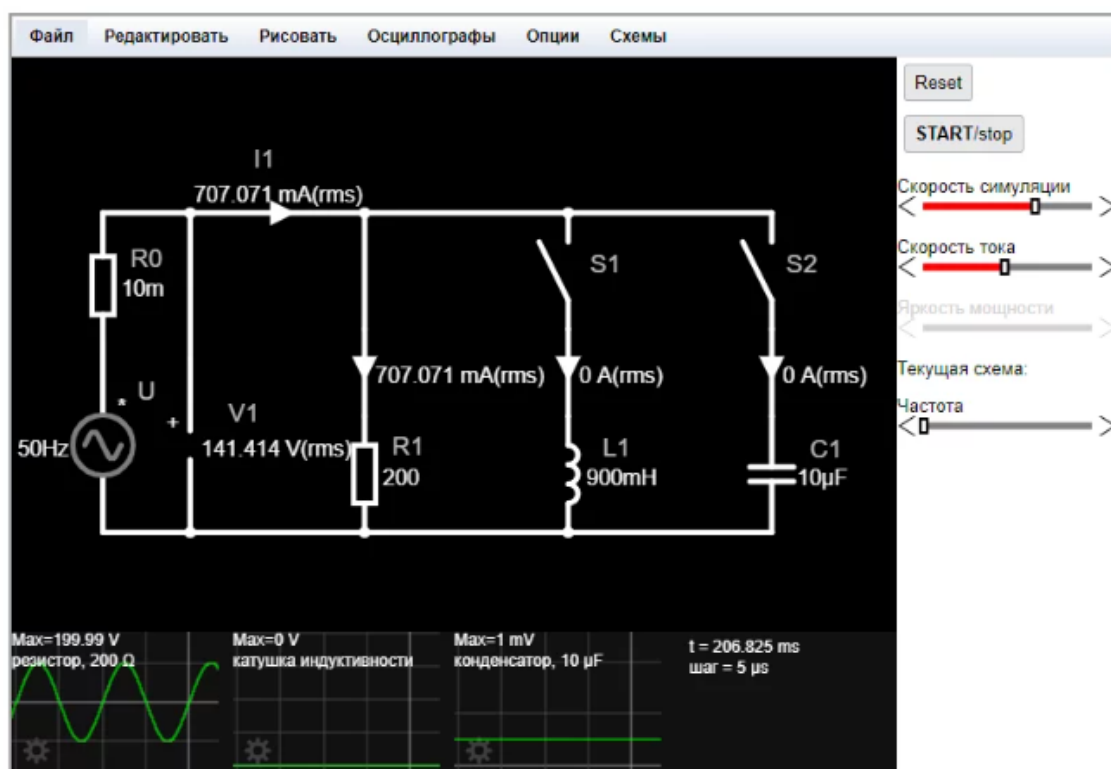 Файл Редактировать Рисовать Осциллографы Опции Схемы
Reset
START/stop
Скорость симуляции
Скорость тока
Яркость мощности
Текущая схема:
Частота
I1
707.071 mA(rms)
R0
10m
S1
S2
707.071 mA(rms)
0 A(rms)
0 A(rms)
* U
+ V1
50Hz
141.414 V(rms)
R1
200
L1
900mH
C1
10µF
Max=199.99 V
резистор, 200 Ω
Max=0 V
катушка индуктивности
Max=1 mV
конденсатор, 10 µF
t = 206.825 ms
шаг = 5 µs